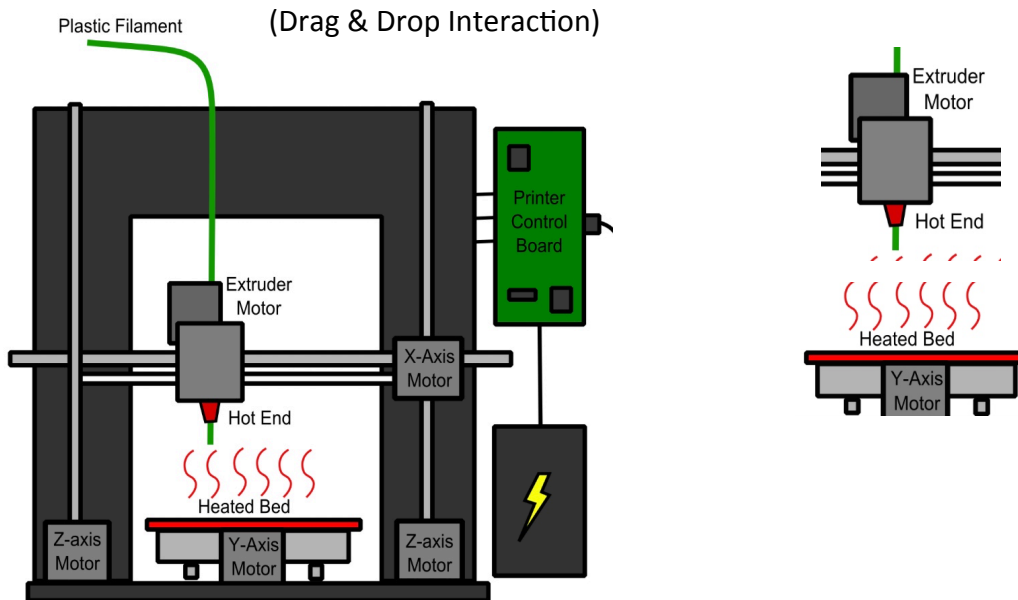 (Drag & Drop Interaction)
Plastic Filament
Extruder
Motor
Printer
Control
Board
X-Axis
Motor
Hot End
Heated Bed
Z-axis
Motor
Y-Axis
Motor
Z-axis
Motor
Extruder
Motor
Hot End
Heated Bed
Y-Axis
Motor